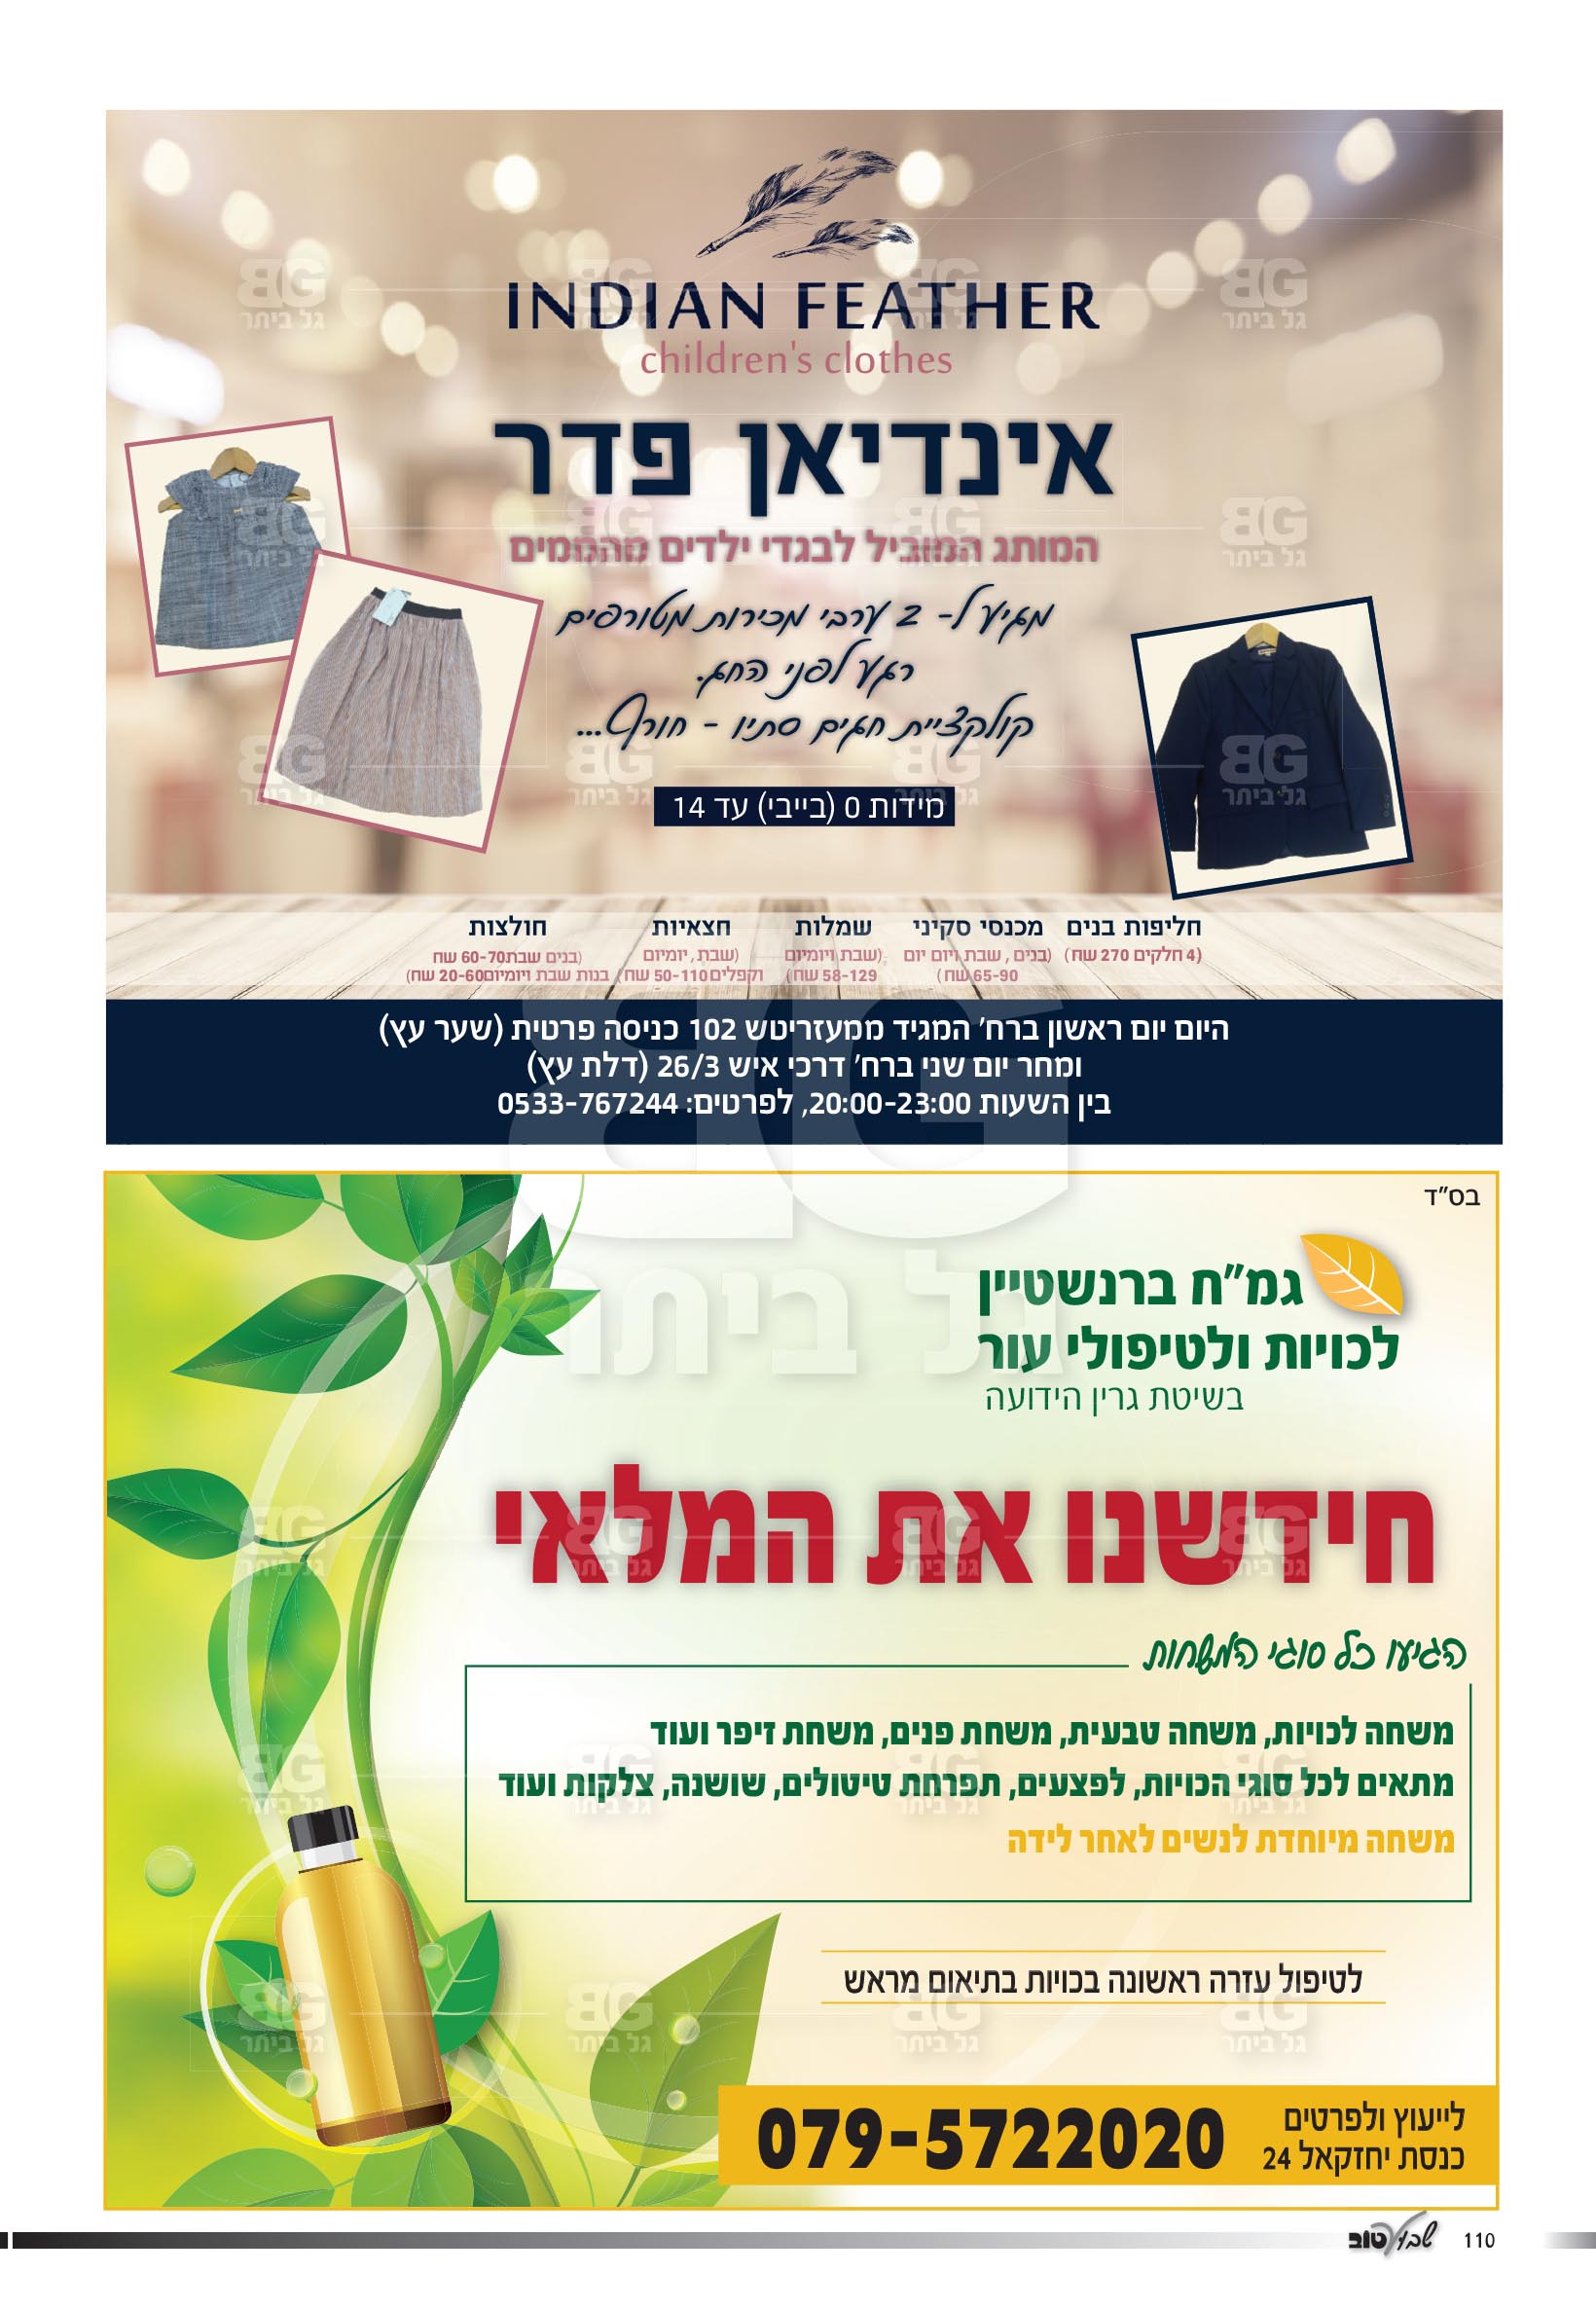 INDIAN FEATHER
children's clothes
אינדיאן פדר
המותג המוביל לבגדי ילדים מהממים
מגיע ל- 2 ערבי מכירות מטורפים
רגע לפני החג.
קולקציית חגים סתיו - חורף...
מידות 0 (בייבי) עד 14
חליפות בנים
(4 חלקים 270 שח)
מכנסי סקיני
(בנים, שבת ויום יום
65-90 שח)
שמלות
(שבת ויומיום
58-129 שח)
חצאיות
(שבת, יומיום
וקפלים 50-110 שח)
חולצות
(בנים שבת 60-70 שח
בנות שבת ויומיום 20-60 שח)
היום יום ראשון ברח' המגיד ממעזריטש 102 כניסה פרטית (שער עץ)
ומחר יום שני ברח' דרכי איש 26/3 (דלת עץ)
בין השעות 20:00-23:00, לפרטים: 0533-767244
בס"ד
גמ"ח ברנשטיין
לכויות ולטיפולי עור
בשיטת גרין הידועה
חידשנו את המלאי
הגיעו כל סוגי המשחות
משחה לכויות, משחה טבעית, משחת פנים, משחת זיפר ועוד
מתאים לכל סוגי הכויות, לפצעים, תפרחת טיטולים, שושנה, צלקות ועוד
משחה מיוחדת לנשים לאחר לידה
לטיפול עזרה ראשונה בכויות בתיאום מראש
לייעוץ ולפרטים
כנסת יחזקאל 24
079-5722020
BG
גל ביתר
110
שבוע טוב